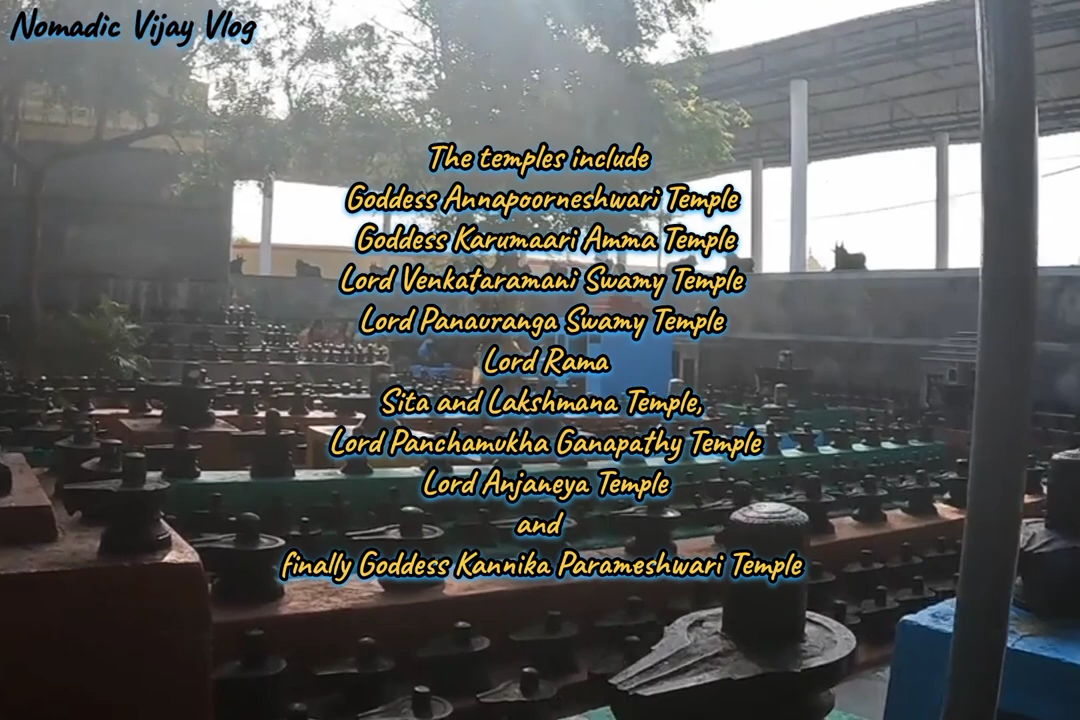 Nomadic Vijay Vlog
The temples include
Goddess Annapoorneshwari Temple
Goddess Karumaari Amma Temple
Lord Venkataramani Swamy Temple
Lord Panauranga Swamy Temple
Lord Rama
Sita and Lakshmana Temple,
Lord Panchamukha Ganapathy Temple
Lord Anjaneya Temple
and
finally Goddess Kannika Parameshwari Temple